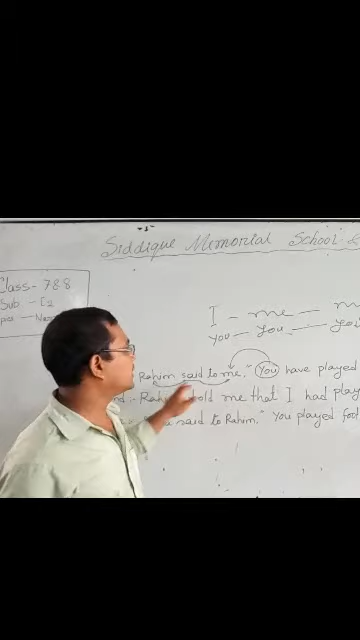 Siddique Memorial School &
Class- 7&8
Sub - E2
I - me - m
You - You - You
Rahim said to me, "You have played
nd :- Rahim told me that I had play
said to Rahim, "You played foot